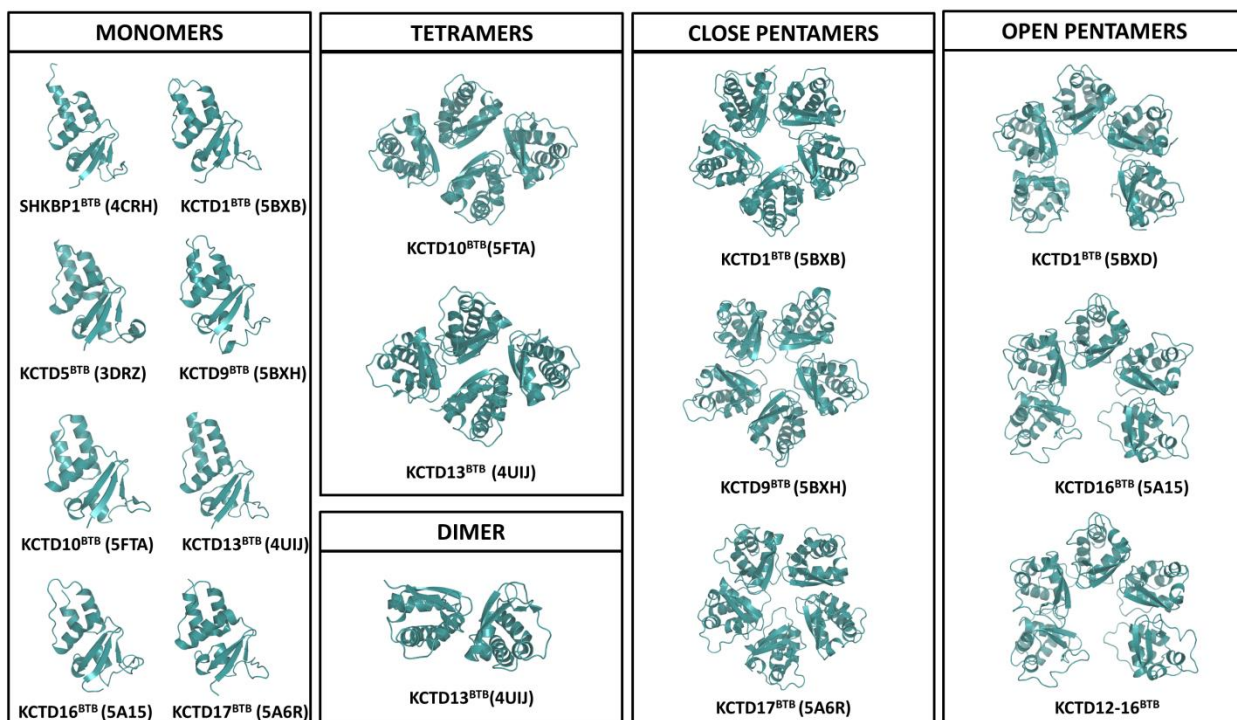 MONOMERS
SHKBP1BTB (4CRH) KCTD1BTB (5BXB)
KCTD5BTB (3DRZ) KCTD9BTB (5BXH)
KCTD10BTB (5FTA) KCTD13BTB (4UIJ)
KCTD16BTB (5A15) KCTD17BTB (5A6R)
TETRAMERS
KCTD10BTB(5FTA)
KCTD13BTB (4UIJ)
DIMER
KCTD13BTB(4UIJ)
CLOSE PENTAMERS
KCTD1BTB (5BXB)
KCTD9BTB (5BXH)
KCTD17BTB (5A6R)
OPEN PENTAMERS
KCTD1BTB (5BXD)
KCTD16BTB (5A15)
KCTD12-16BTB